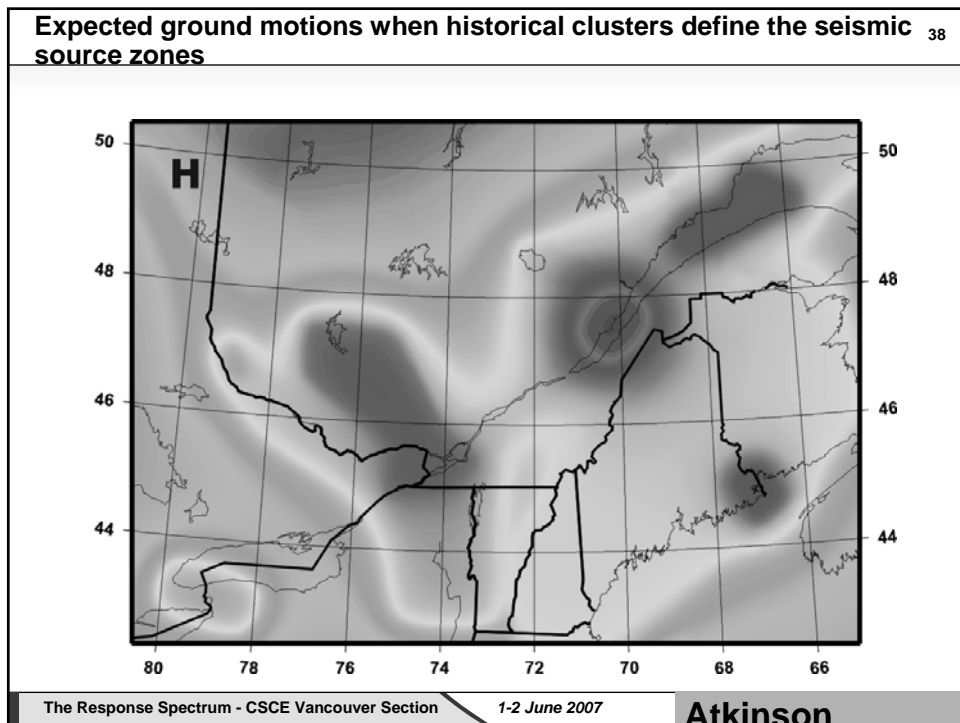 Expected ground motions when historical clusters define the seismic 38
source zones
50 50
H
48 48
46 46
44 44
80 78 76 74 72 70 68 66
The Response Spectrum - CSCE Vancouver Section 1-2 June 2007 Atkinson